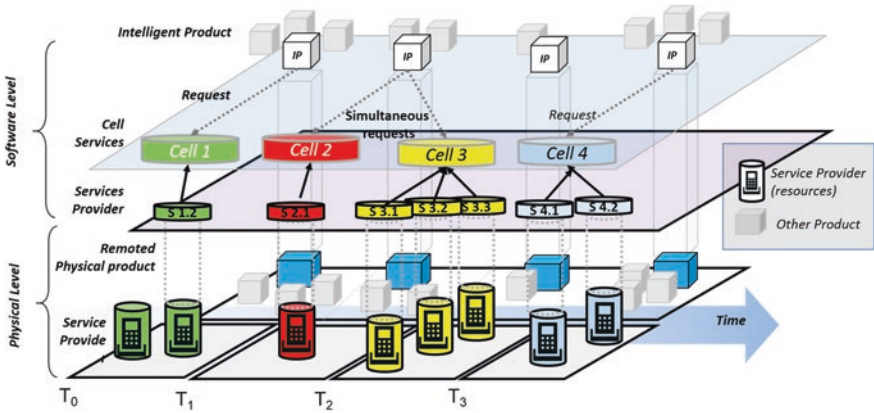 Intelligent Product
IP
IP
IP
IP
Software Level
Request
Simultaneous
requests
Request
Cell
Services
Cell 1
Cell 2
Cell 3
Cell 4
Services
Provider
S 1.2
S 2.1
S 3.1
S 3.2
S 3.3
S 4.1
S 4.2
Service Provider
(resources)
Other Product
Physical Level
Remoted
Physical product
Service
Provide
Time
T0
T1
T2
T3